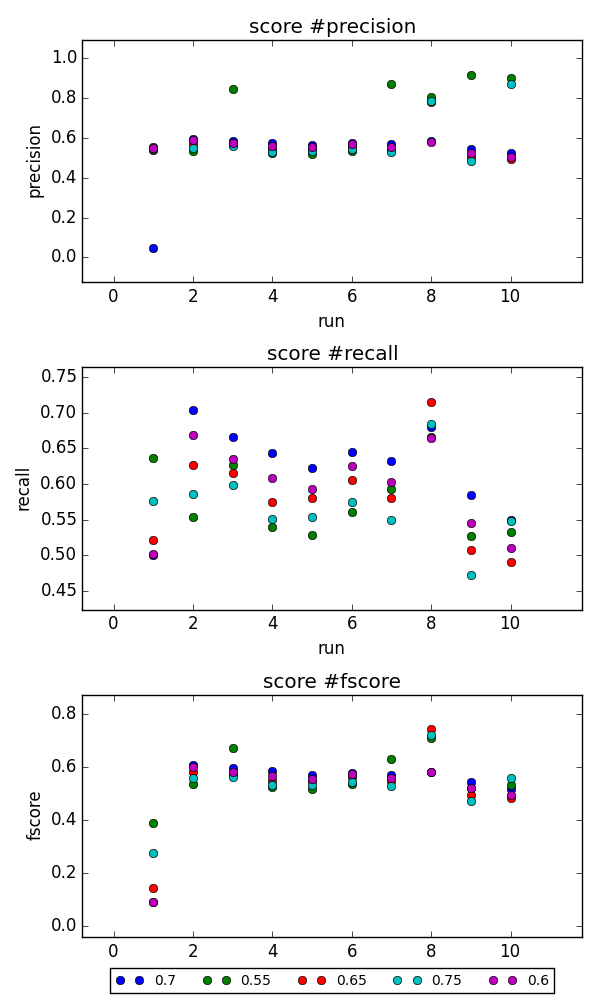 score #precision
1.0
0.8
0.6
0.4
0.2
0.0
precision
0 2 4 6 8 10
run
score #recall
0.75
0.70
0.65
0.60
0.55
0.50
0.45
recall
0 2 4 6 8 10
run
score #fscore
0.8
0.6
0.4
0.2
0.0
fscore
0 2 4 6 8 10
0.7 0.55 0.65 0.75 0.6